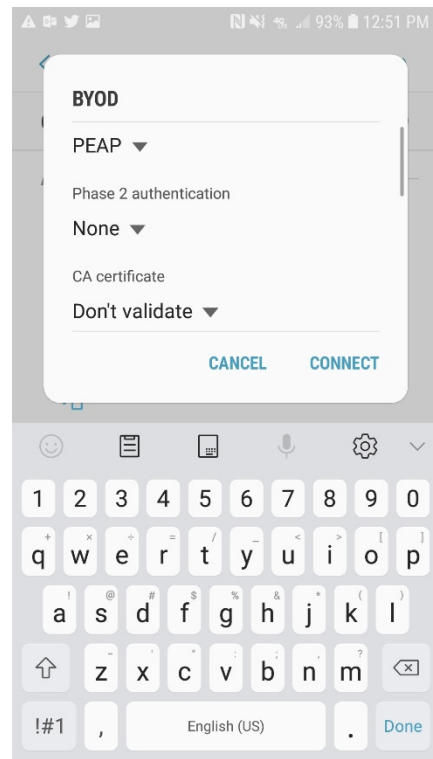 93% 12:51 PM
BYOD
PEAP
Phase 2 authentication
None
CA certificate
Don't validate
CANCEL CONNECT
1 2 3 4 5 6 7 8 9 0
+ × ÷ = / _ < > [ ]
q w e r t y u i o p
! @ # $ % & * ( )
a s d f g h j k l
- ' " : ; , ?
z x c v b n m
!#1 , English (US) . Done